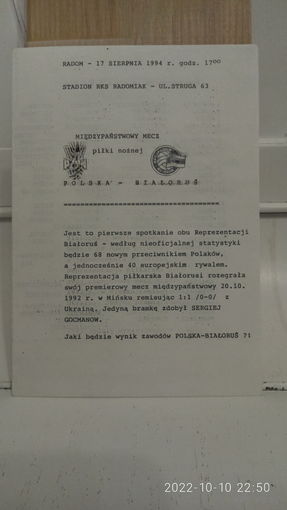 RADOM - 17 SIERPNIA 1994 r. godz. 17⁰⁰
STADION RKS RADOMIAK - UL.STRUGA 63
MIĘDZYPAŃSTWOWY MECZ
piłki nożnej
POLSKA - BIAŁORUŚ
Jest to pierwsze spotkanie obu Reprezentacji
Białoruś - według nieoficjalnej statystyki
będzie 68 nowym przeciwnikiem Polaków,
a jednocześnie 40 europejskim rywalem.
Reprezentacja piłkarska Białorusi rozegrała
swój premierowy mecz międzypaństwowy 20.10.
1992 r. w Mińsku remisując 1:1 /0-0/ z
Ukrainą. Jedyną bramkę zdobył SERGIEJ
GOCMANOW.
Jaki będzie wynik zawodów POLSKA-BIAŁORUŚ ?!
2022-10-10 22:50